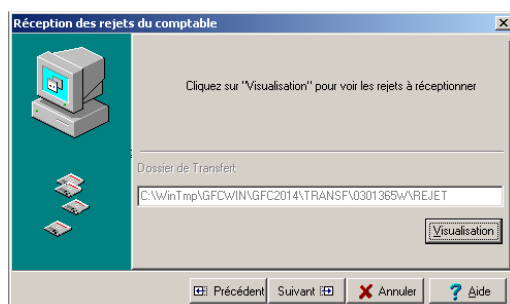 Réception des rejets du comptable
Cliquez sur "Visualisation" pour voir les rejets à réceptionner
Dossier de Transfert
C:\WinTmp\GFCWIN\GFC2014\TRANSF\0301365W\REJET
Visualisation
Précédent Suivant Annuler ? Aide